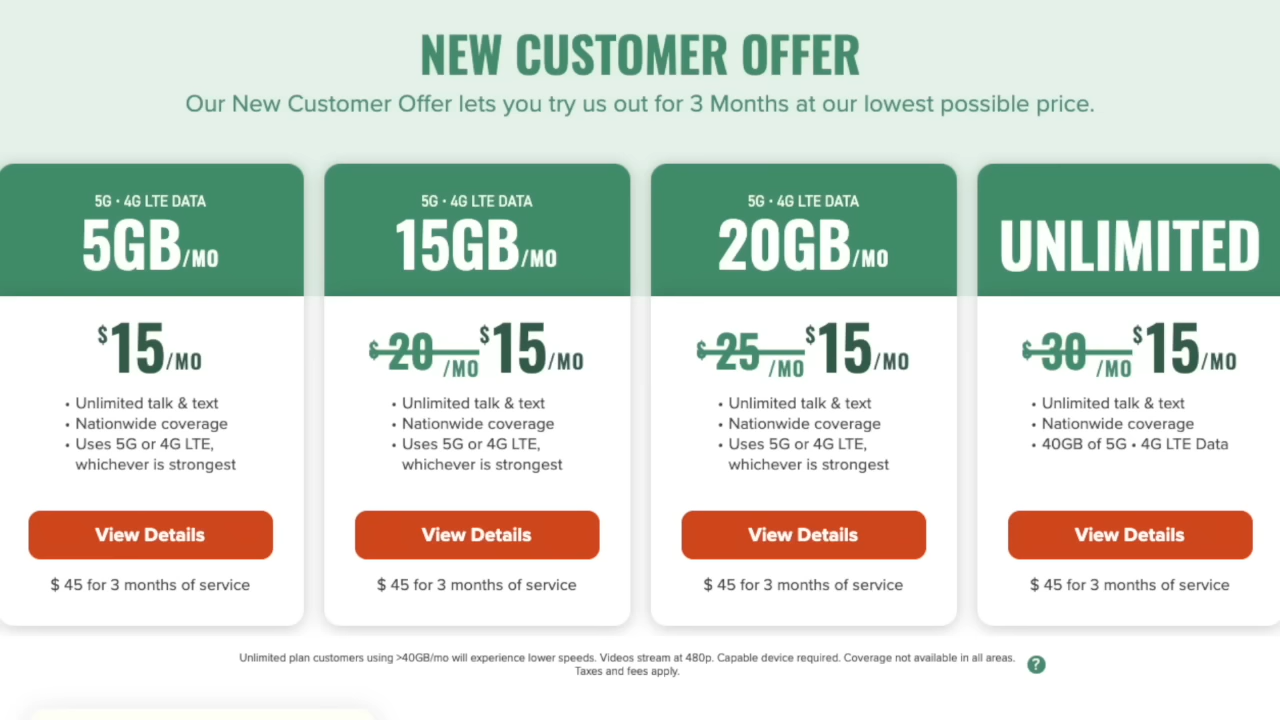 NEW CUSTOMER OFFER
Our New Customer Offer lets you try us out for 3 Months at our lowest possible price.
5G • 4G LTE DATA
5GB/MO
$15/MO
• Unlimited talk & text
• Nationwide coverage
• Uses 5G or 4G LTE,
whichever is strongest
View Details
$ 45 for 3 months of service
5G • 4G LTE DATA
15GB/MO
$20/MO $15/MO
• Unlimited talk & text
• Nationwide coverage
• Uses 5G or 4G LTE,
whichever is strongest
View Details
$ 45 for 3 months of service
5G • 4G LTE DATA
20GB/MO
$25/MO $15/MO
• Unlimited talk & text
• Nationwide coverage
• Uses 5G or 4G LTE,
whichever is strongest
View Details
$ 45 for 3 months of service
UNLIMITED
$30/MO $15/MO
• Unlimited talk & text
• Nationwide coverage
• 40GB of 5G • 4G LTE Data
View Details
$ 45 for 3 months of service
Unlimited plan customers using >40GB/mo will experience lower speeds. Videos stream at 480p. Capable device required. Coverage not available in all areas.
Taxes and fees apply.
?